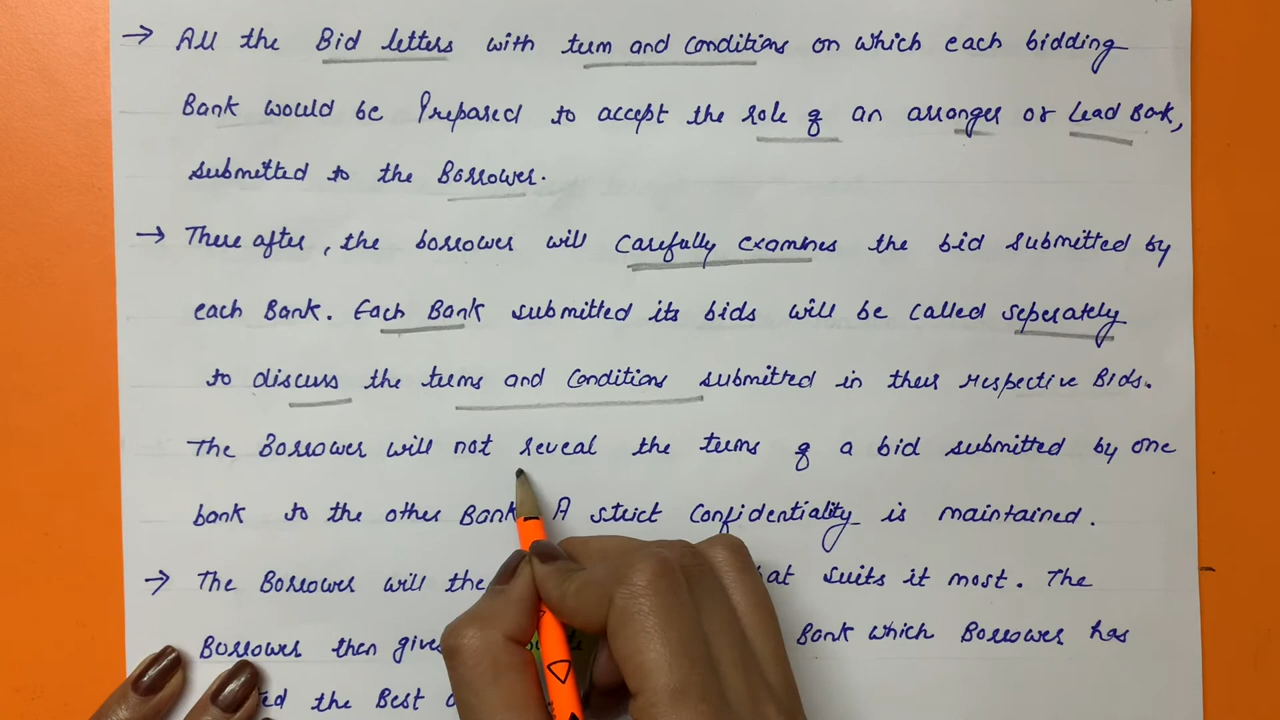 → All the Bid letters with term and Conditions on which each bidding
Bank would be Prepared to accept the role of an arranger or Lead Bank,
submitted to the Borrower.
→ There after, the borrower will Carefully examines the bid submitted by
each Bank. Each Bank submitted its bids will be called seperately
to discuss the terms and Conditions submitted in their respective Bids.
The Borrower will not reveal the terms of a bid submitted by one
bank to the other Bank A strict Confidentiality is maintained.
→ The Borrower will the suits it most. The
Borrower then give Bank which Borrower has
the Best